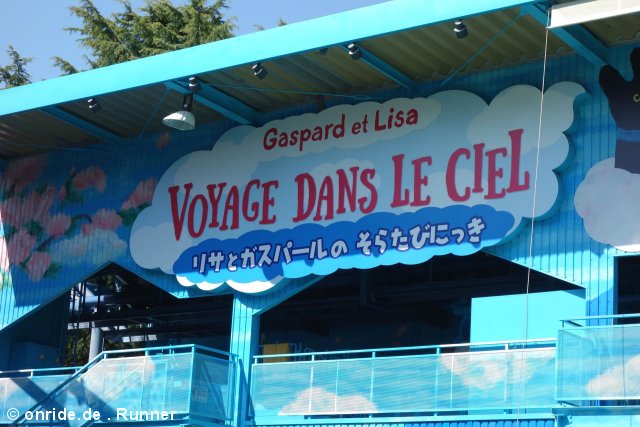 Gaspard et Lisa
VOYAGE DANS LE CIEL
リサとガスパールの そらたびにっき
© onride.de . Runner